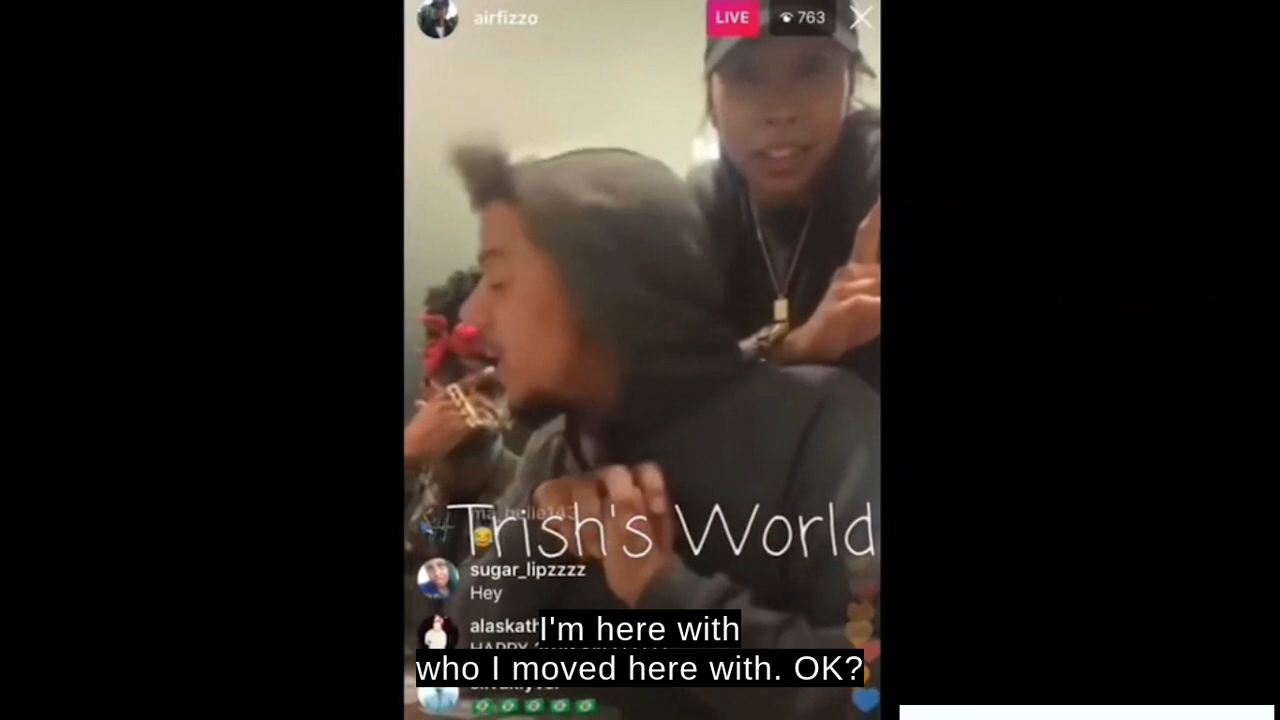 airfizzo
LIVE
763
Trish's World
sugar_lipzzzz
Hey
I'm here with
who I moved here with. OK?